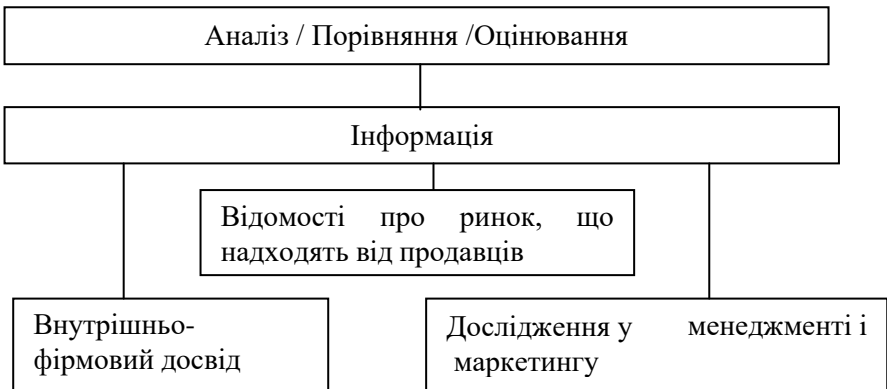 Аналіз / Порівняння /Оцінювання
Інформація
Відомості про ринок, що
надходять від продавців
Внутрішньо-
фірмовий досвід
Дослідження у менеджменті і
маркетингу